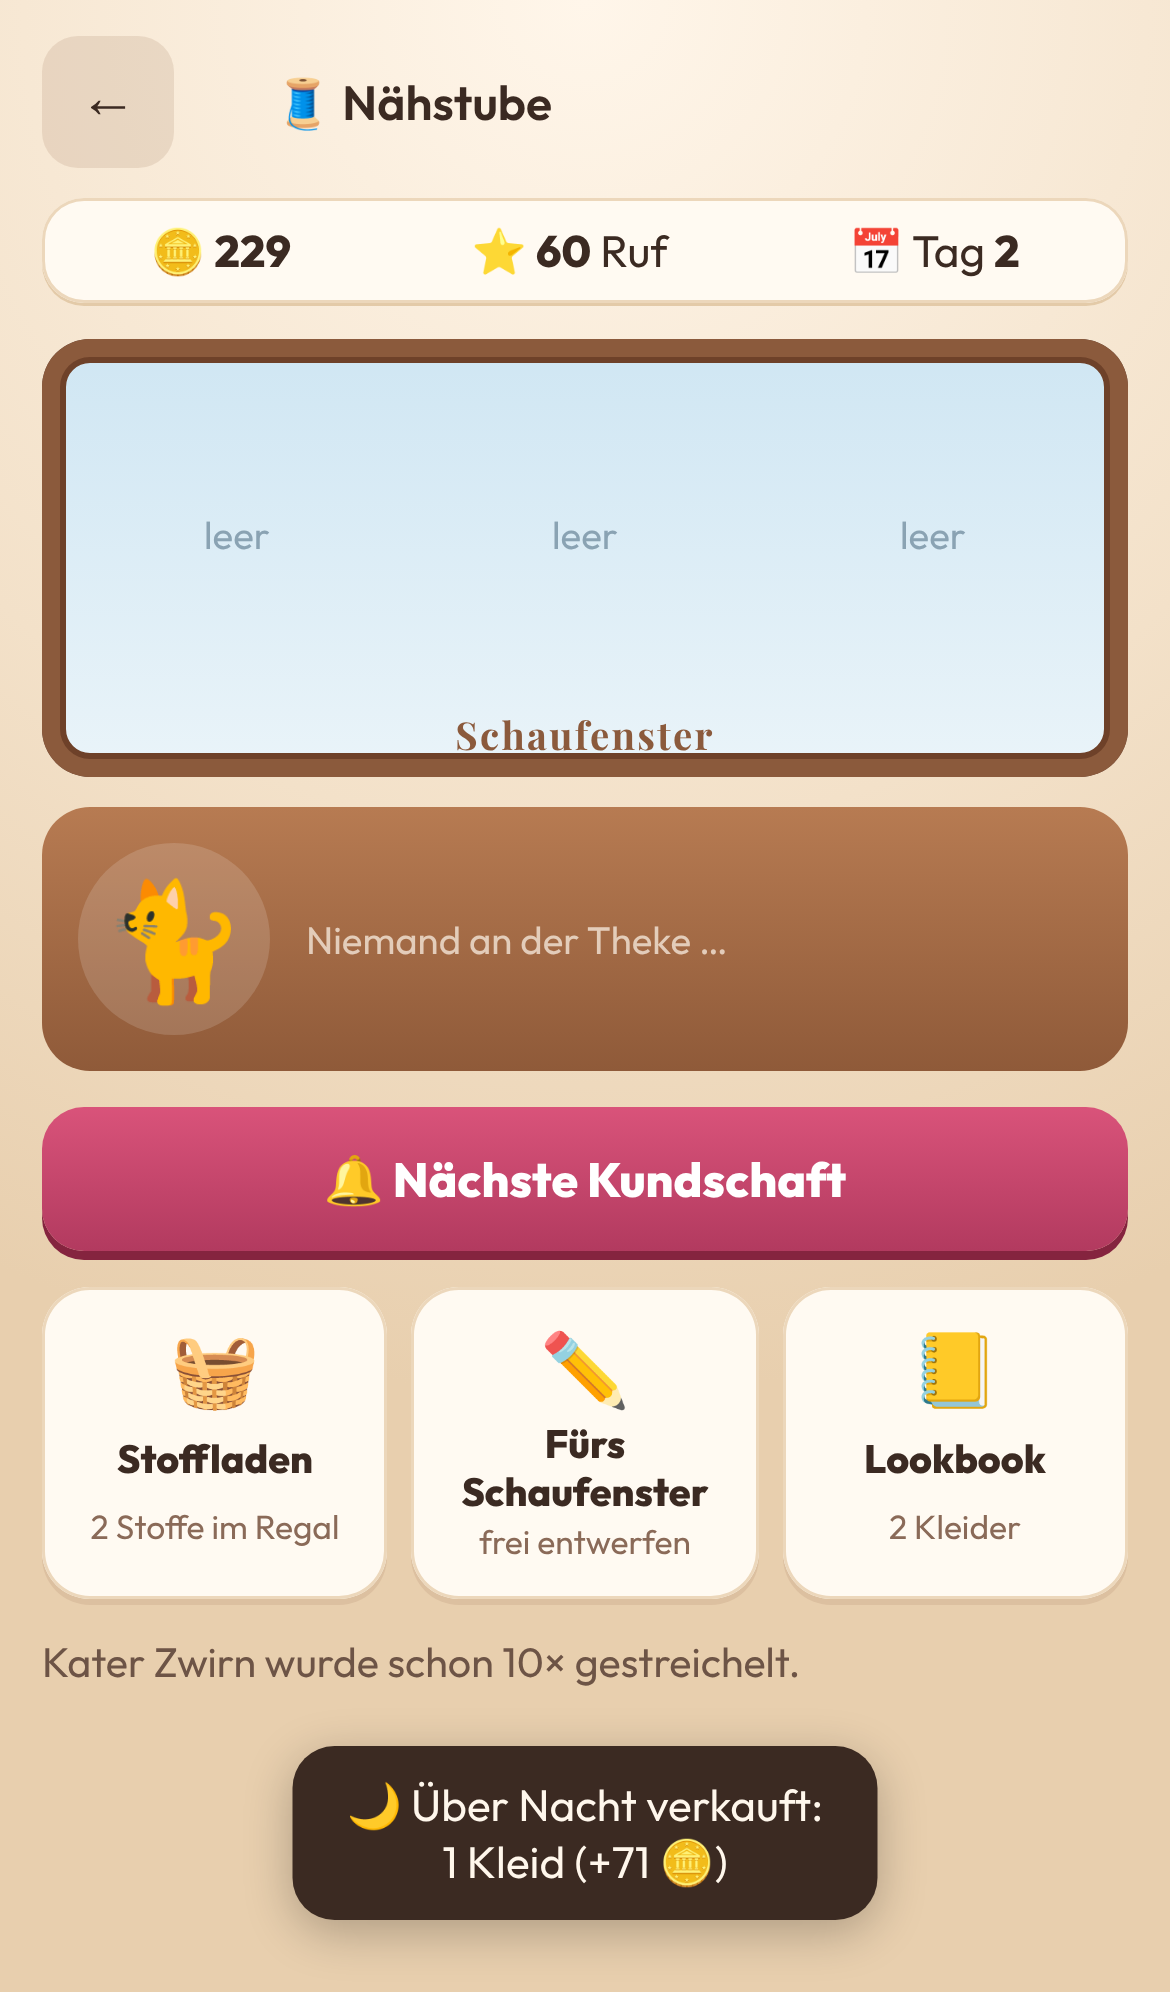 ← 🧵 Nähstube
🪙 229 ⭐ 60 Ruf 📅 Tag 2
leer leer leer
Schaufenster
Niemand an der Theke ...
🔔 Nächste Kundschaft
Stoffladen
2 Stoffe im Regal
Fürs
Schaufenster
frei entwerfen
Lookbook
2 Kleider
Kater Zwirn wurde schon 10× gestreichelt.
🌙 Über Nacht verkauft:
1 Kleid (+71 🪙)